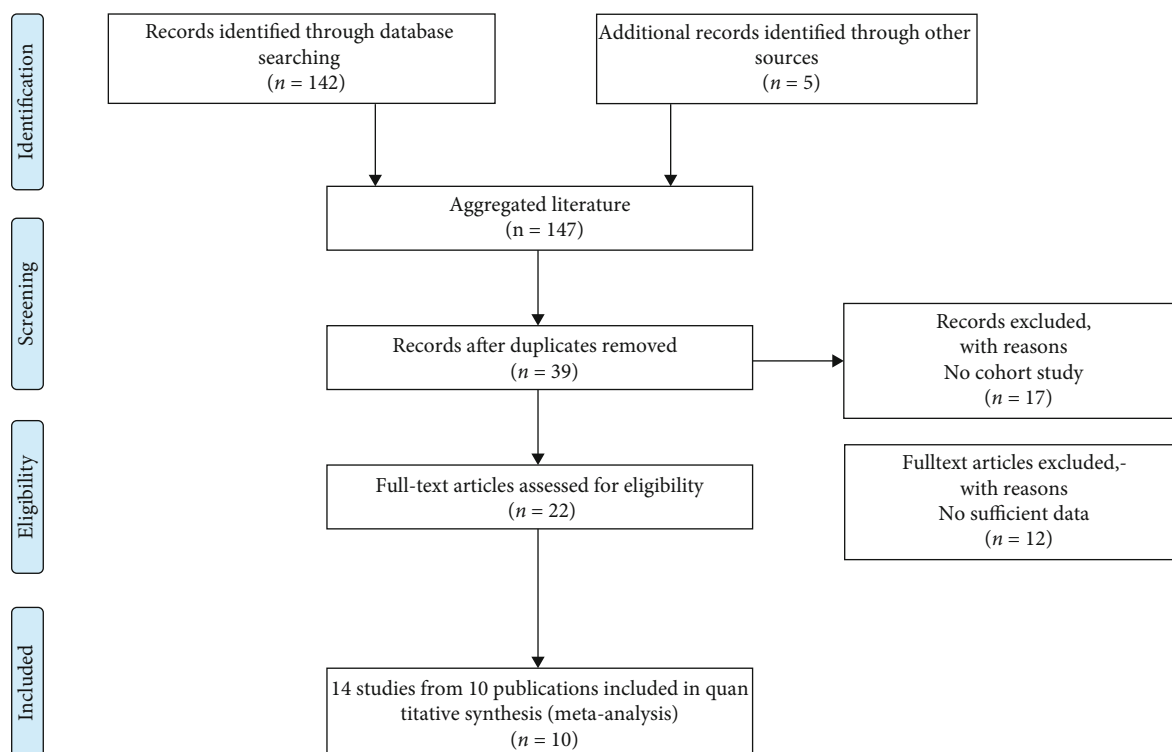 Identification
Records identified through database
searching
(n = 142)
Additional records identified through other
sources
(n = 5)
Aggregated literature
(n = 147)
Screening
Records after duplicates removed
(n = 39)
Records excluded,
with reasons
No cohort study
(n = 17)
Eligibility
Full-text articles assessed for eligibility
(n = 22)
Fulltext articles excluded,-
with reasons
No sufficient data
(n = 12)
Included
14 studies from 10 publications included in quan
titative synthesis (meta-analysis)
(n = 10)